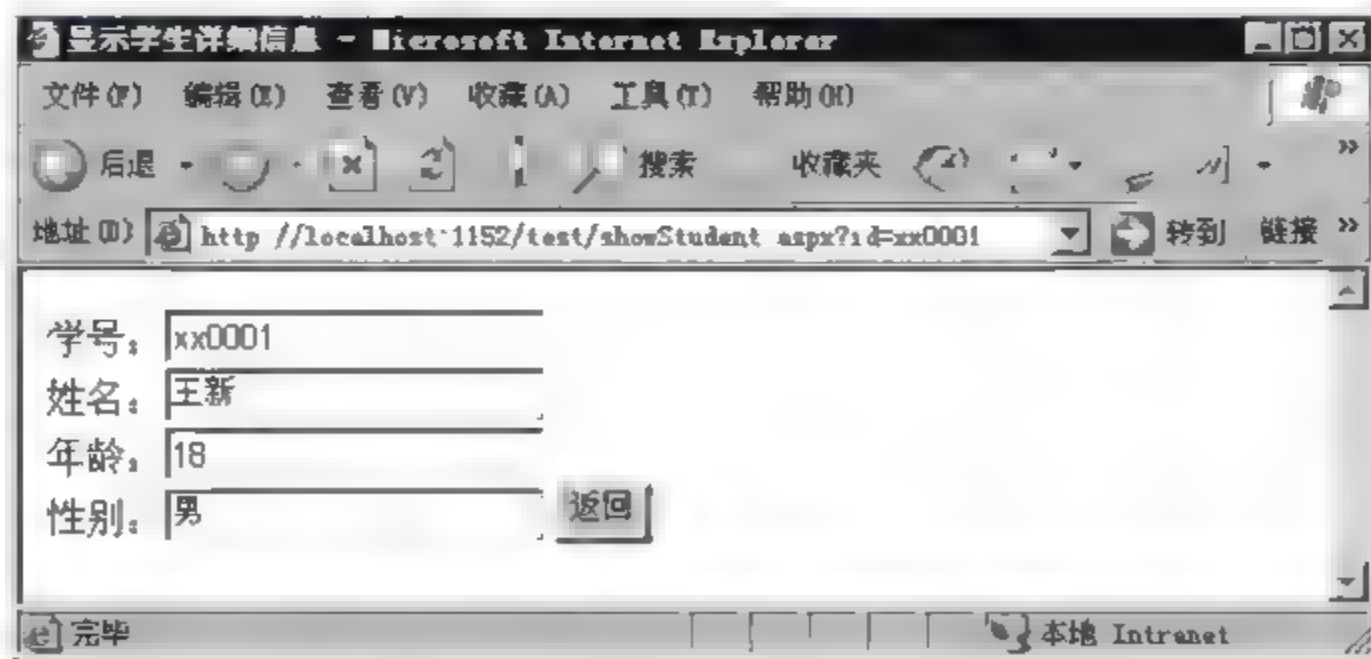 显示学生详细信息 - Microsoft Internet Explorer
文件(F) 编辑(E) 查看(V) 收藏(A) 工具(T) 帮助(H)
后退 搜索 收藏夹 »
地址(D) http://localhost:1152/test/showStudent.aspx?id=xx0001 转到 链接 »
学号: xx0001
姓名: 王新
年龄: 18
性别: 男 返回
完毕 本地 Intranet